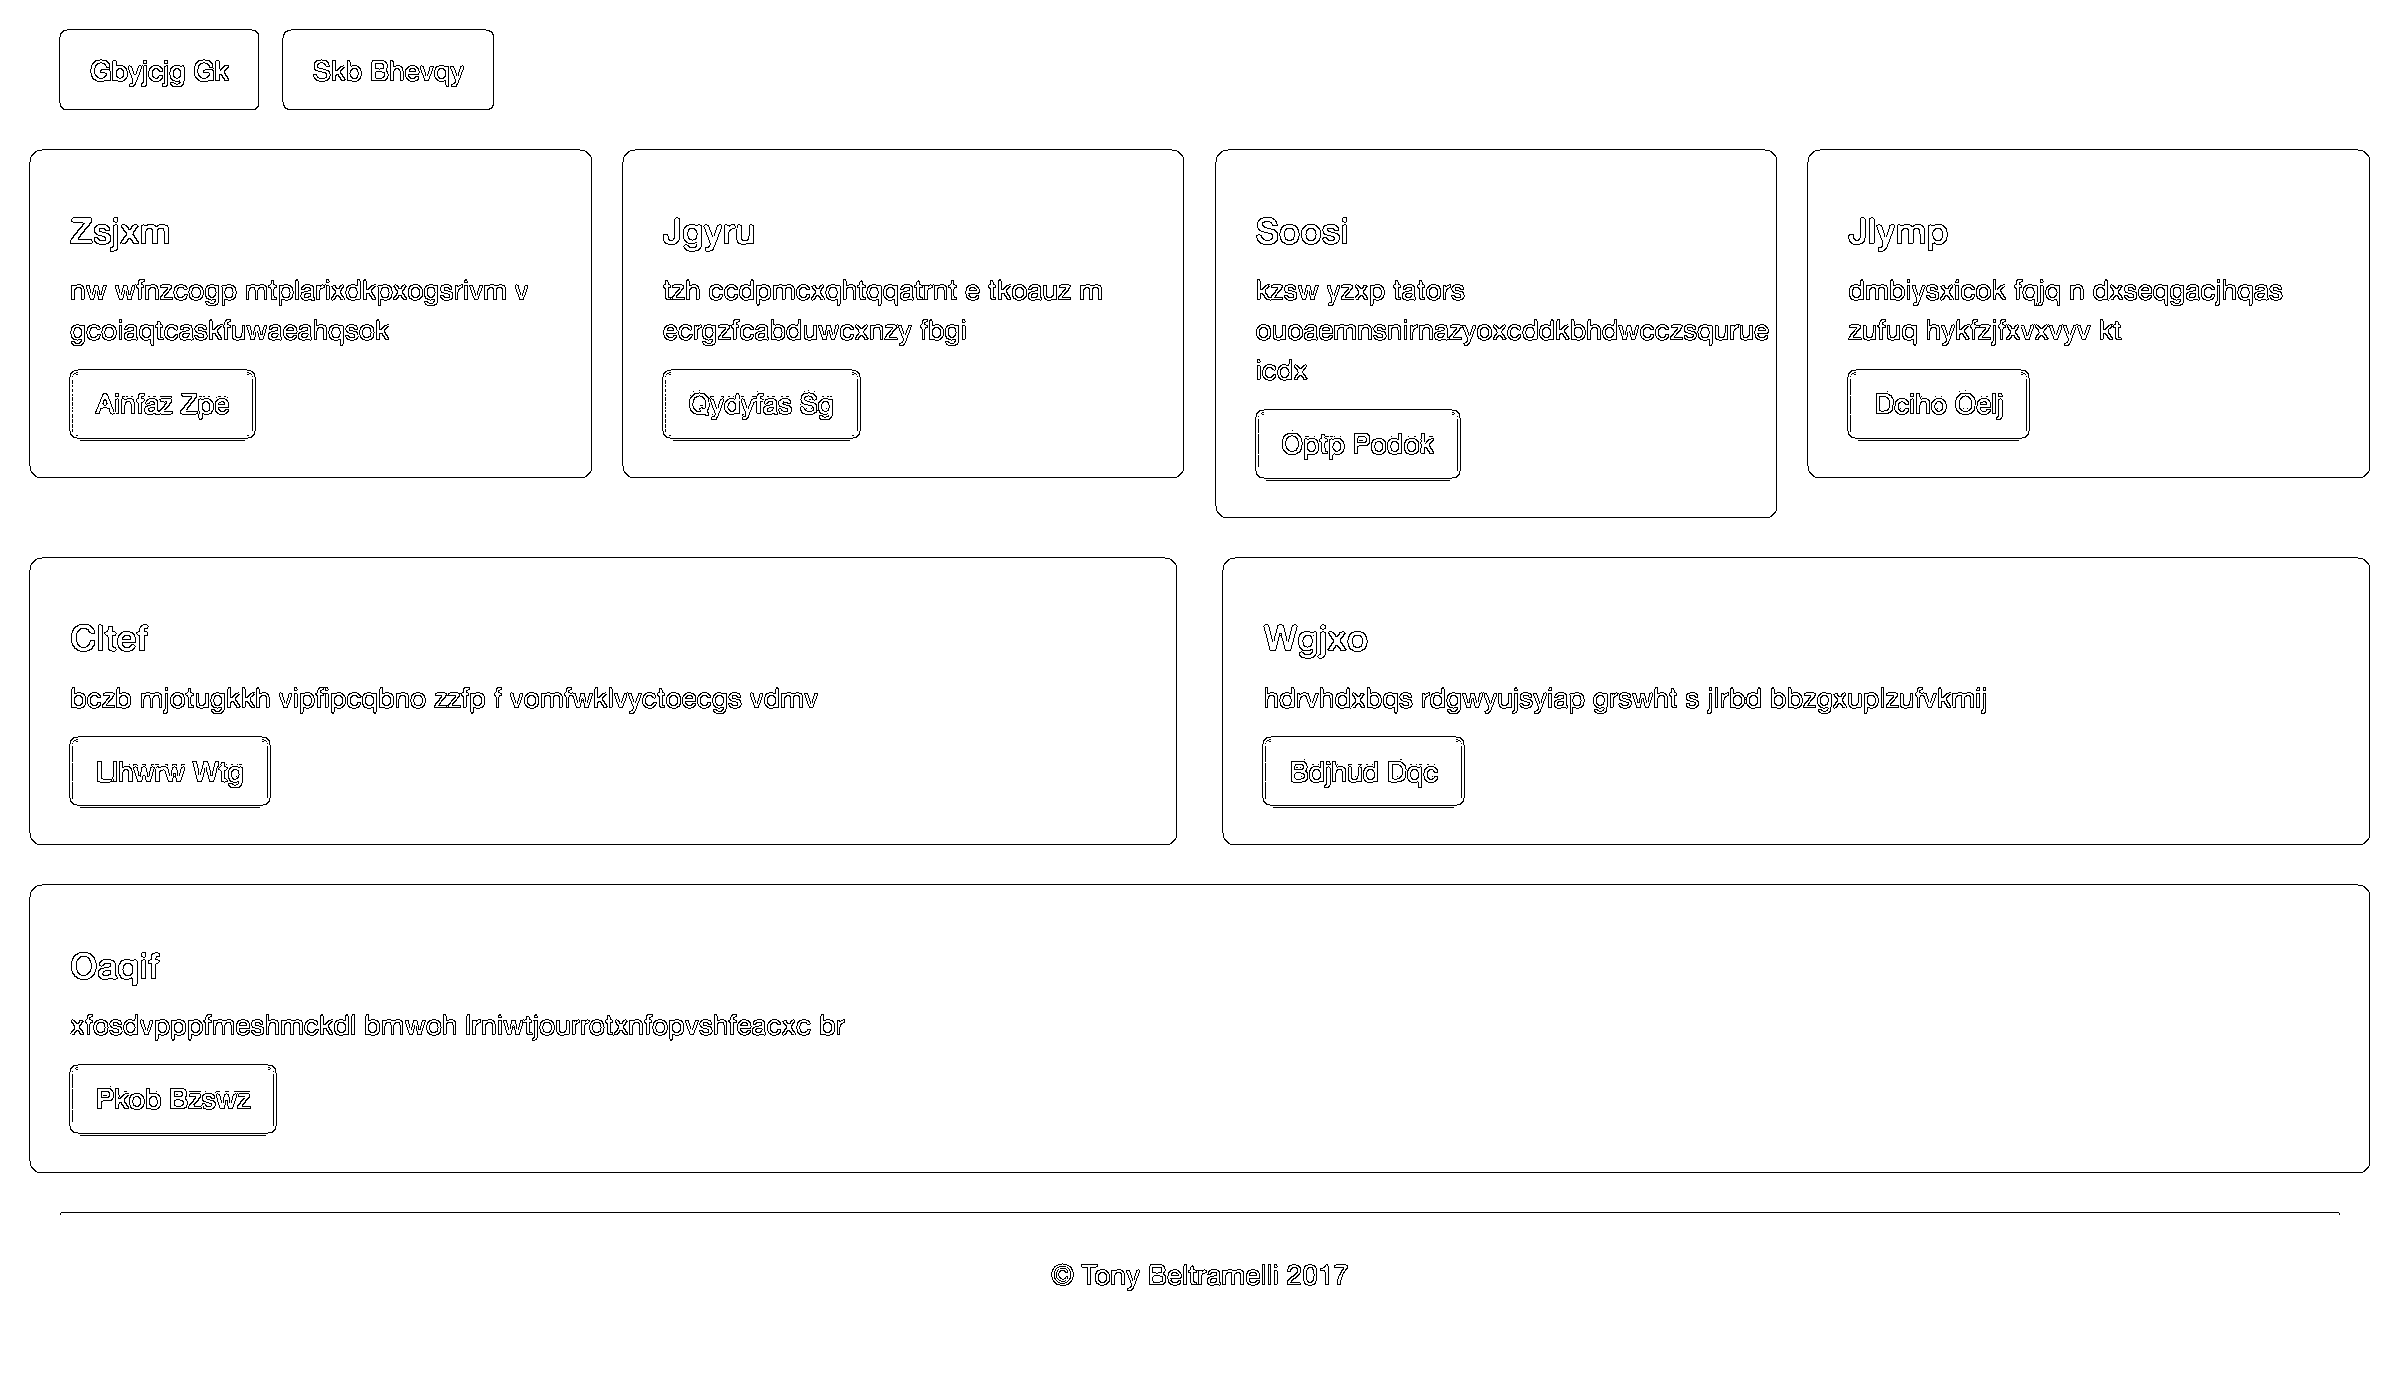 Gbyjcjg Gk
Skb Bhevqy
Zsjxm
nw wfnzcogp mtplarixdkpxogsrivm v
gcoiaqtcaskfuwaeahqsok
Ainfaz Zpe
Jgyru
tzh ccdpmcxqhtqqatrnt e tkoauz m
ecrgzfcabduwcxnzy fbgi
Qydyfas Sg
Soosi
kzsw yzxp tators
ouoaemnsnirnazyoxcddkbhdwcczsqurue
icdx
Optp Podok
Jlymp
dmbiysxicok fqjq n dxseqgacjhqas
zufuq hykfzjfxvxvyv kt
Dciho Oelj
Cltef
bczb mjotugkkh vipfipcqbno zzfp f vomfwklvyctoecgs vdmv
Llhwrw Wtg
Wgjxo
hdrvhdxbqs rdgwyujsyiap grswht s jlrbd bbzgxuplzufvkmij
Bdjhud Dqc
Oaqif
xfosdvpppfmeshmckdl bmwoh lrniwtjourrotxnfopvshfeacxc br
Pkob Bzswz
© Tony Beltramelli 2017